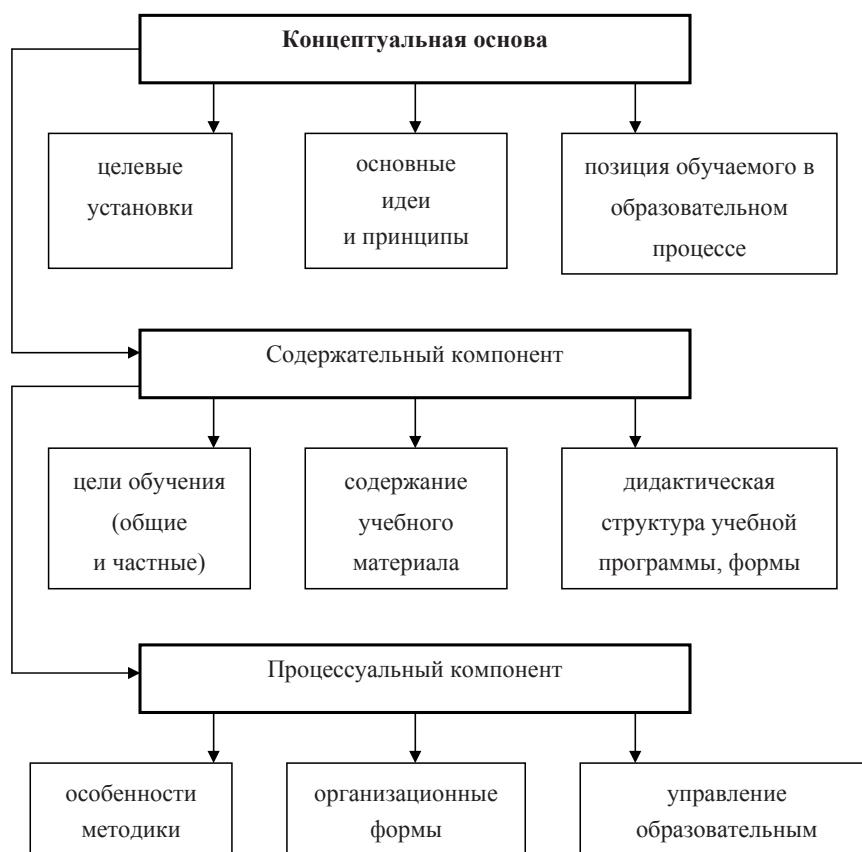 Концептуальная основа
целевые
установки
основные
идеи
и принципы
позиция обучаемого в
образовательном
процессе
Содержательный компонент
цели обучения
(общие
и частные)
содержание
учебного
материала
дидактическая
структура учебной
программы, формы
Процессуальный компонент
особенности
методики
организационные
формы
управление
образовательным